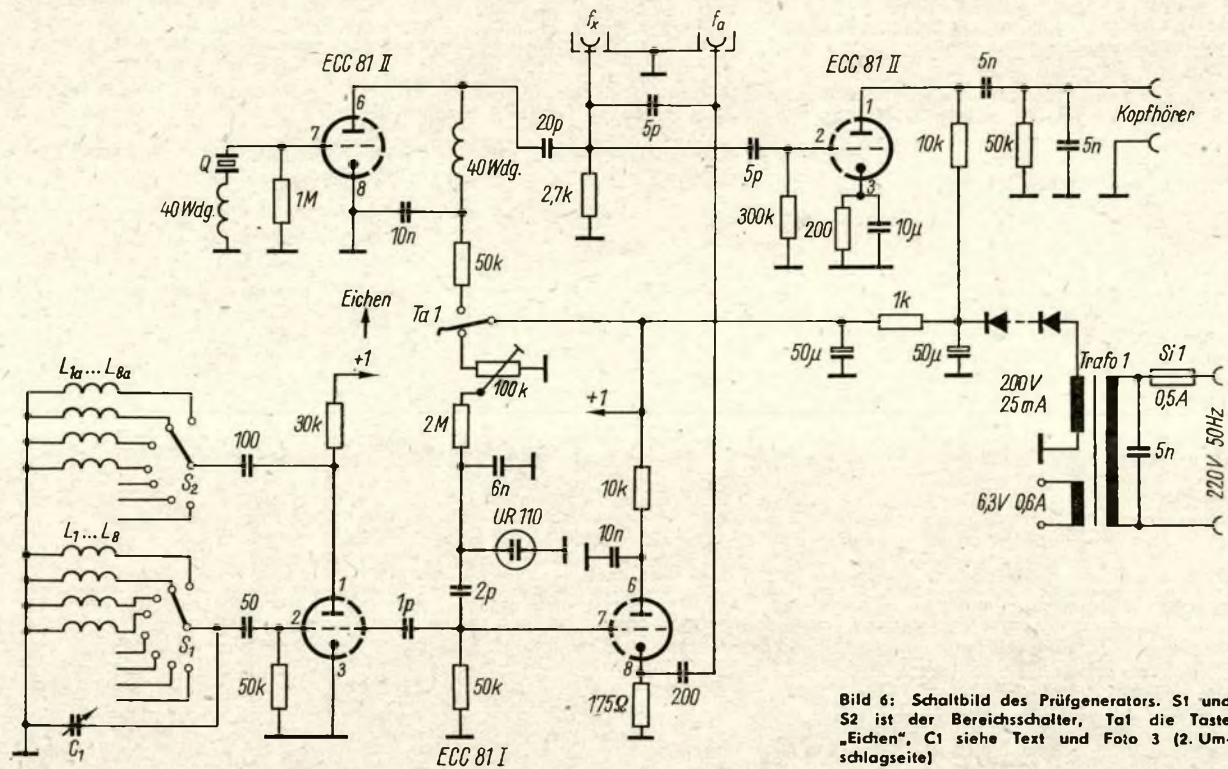 fx
fa
ECC 81 II
ECC 81 II
5n
6
1
7
20p
5p
2
Kopfhörer
Q
40Wdg.
10k
50k
5n
40Wdg.
1M
8
2,7k
5p
3
10n
300k
200
10µ
50k
Eichen
Ta 1
1k
+1
50µ
50µ
Trafo 1
Si 1
L1a...L8a
100k
200V
25mA
0,5A
30k
+1
2M
100
5n
220V 50Hz
S2
6n
10k
6,3V 0,6A
L1...L8
UR 110
10n
1
2p
6
50
2
1p
7
S1
3
8
50k
50k
200
175Ω
C1
ECC 81 I
Bild 6: Schaltbild des Prüfgenerators. S1 und
S2 ist der Bereichsschalter, Ta1 die Taste
„Eichen“, C1 siehe Text und Foto 3 (2. Um-
schlagseite)